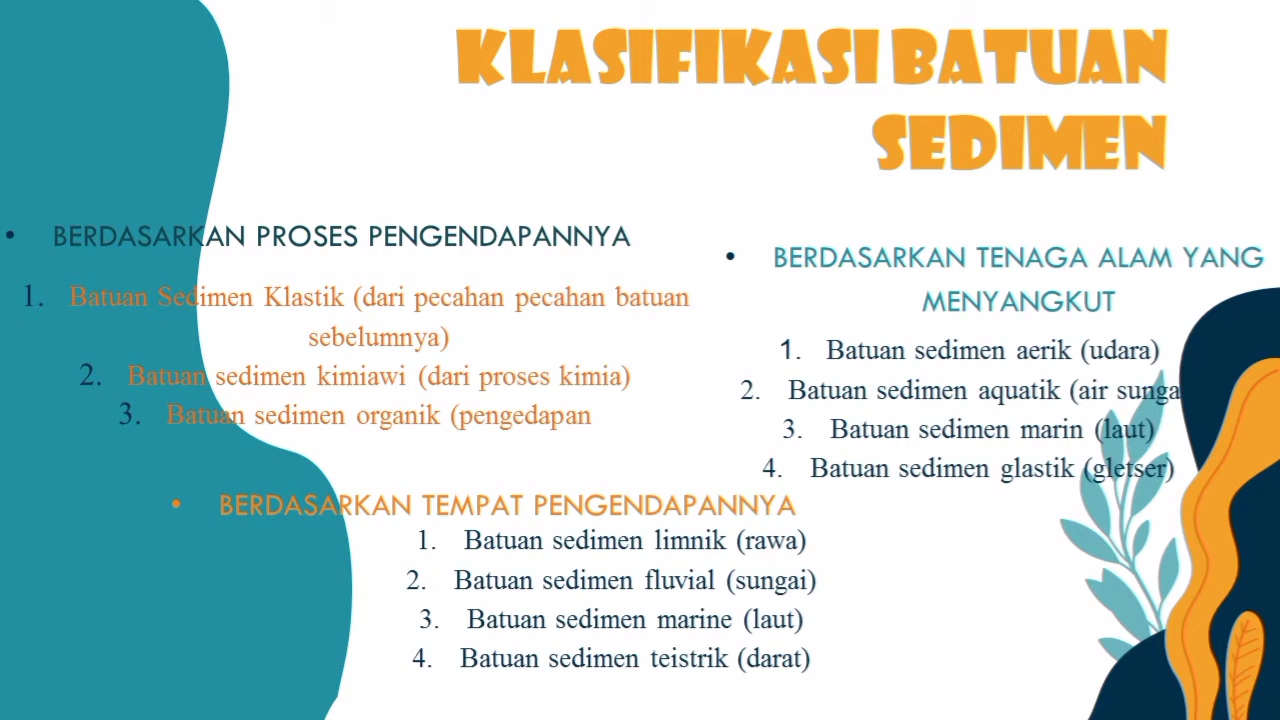 KLASIFIKASI BATUAN
SEDIMEN
• BERDASARKAN PROSES PENGENDAPANNYA
1. Batuan Sedimen Klastik (dari pecahan pecahan batuan
sebelumnya)
2. Batuan sedimen kimiawi (dari proses kimia)
3. Batuan sedimen organik (pengedapan
• BERDASARKAN TENAGA ALAM YANG
MENYANGKUT
1. Batuan sedimen aerik (udara)
2. Batuan sedimen aquatik (air sunga
3. Batuan sedimen marin (laut)
4. Batuan sedimen glastik (gletser)
• BERDASARKAN TEMPAT PENGENDAPANNYA
1. Batuan sedimen limnik (rawa)
2. Batuan sedimen fluvial (sungai)
3. Batuan sedimen marine (laut)
4. Batuan sedimen teistrik (darat)